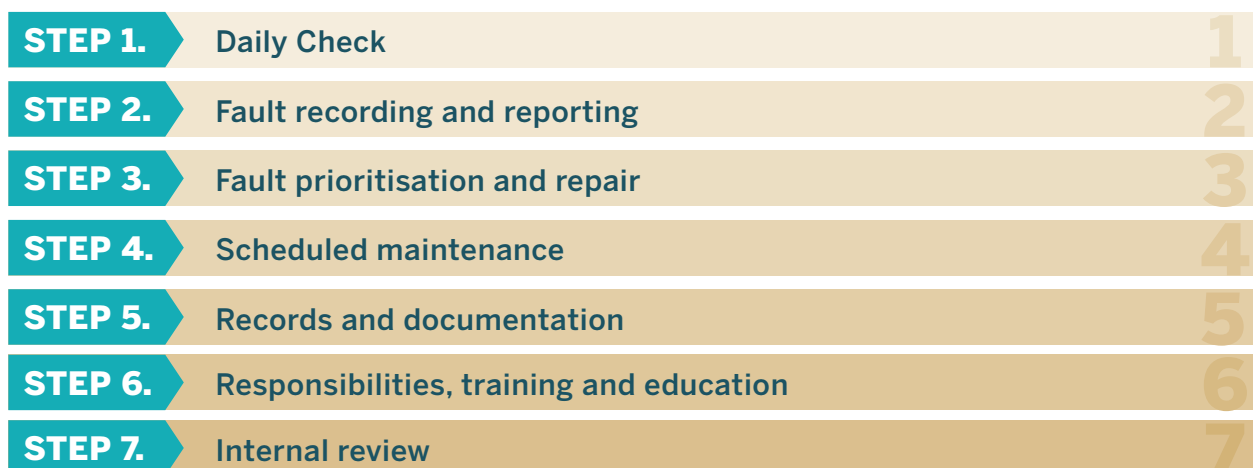 STEP 1. Daily Check 1
STEP 2. Fault recording and reporting 2
STEP 3. Fault prioritisation and repair 3
STEP 4. Scheduled maintenance 4
STEP 5. Records and documentation 5
STEP 6. Responsibilities, training and education 6
STEP 7. Internal review 7